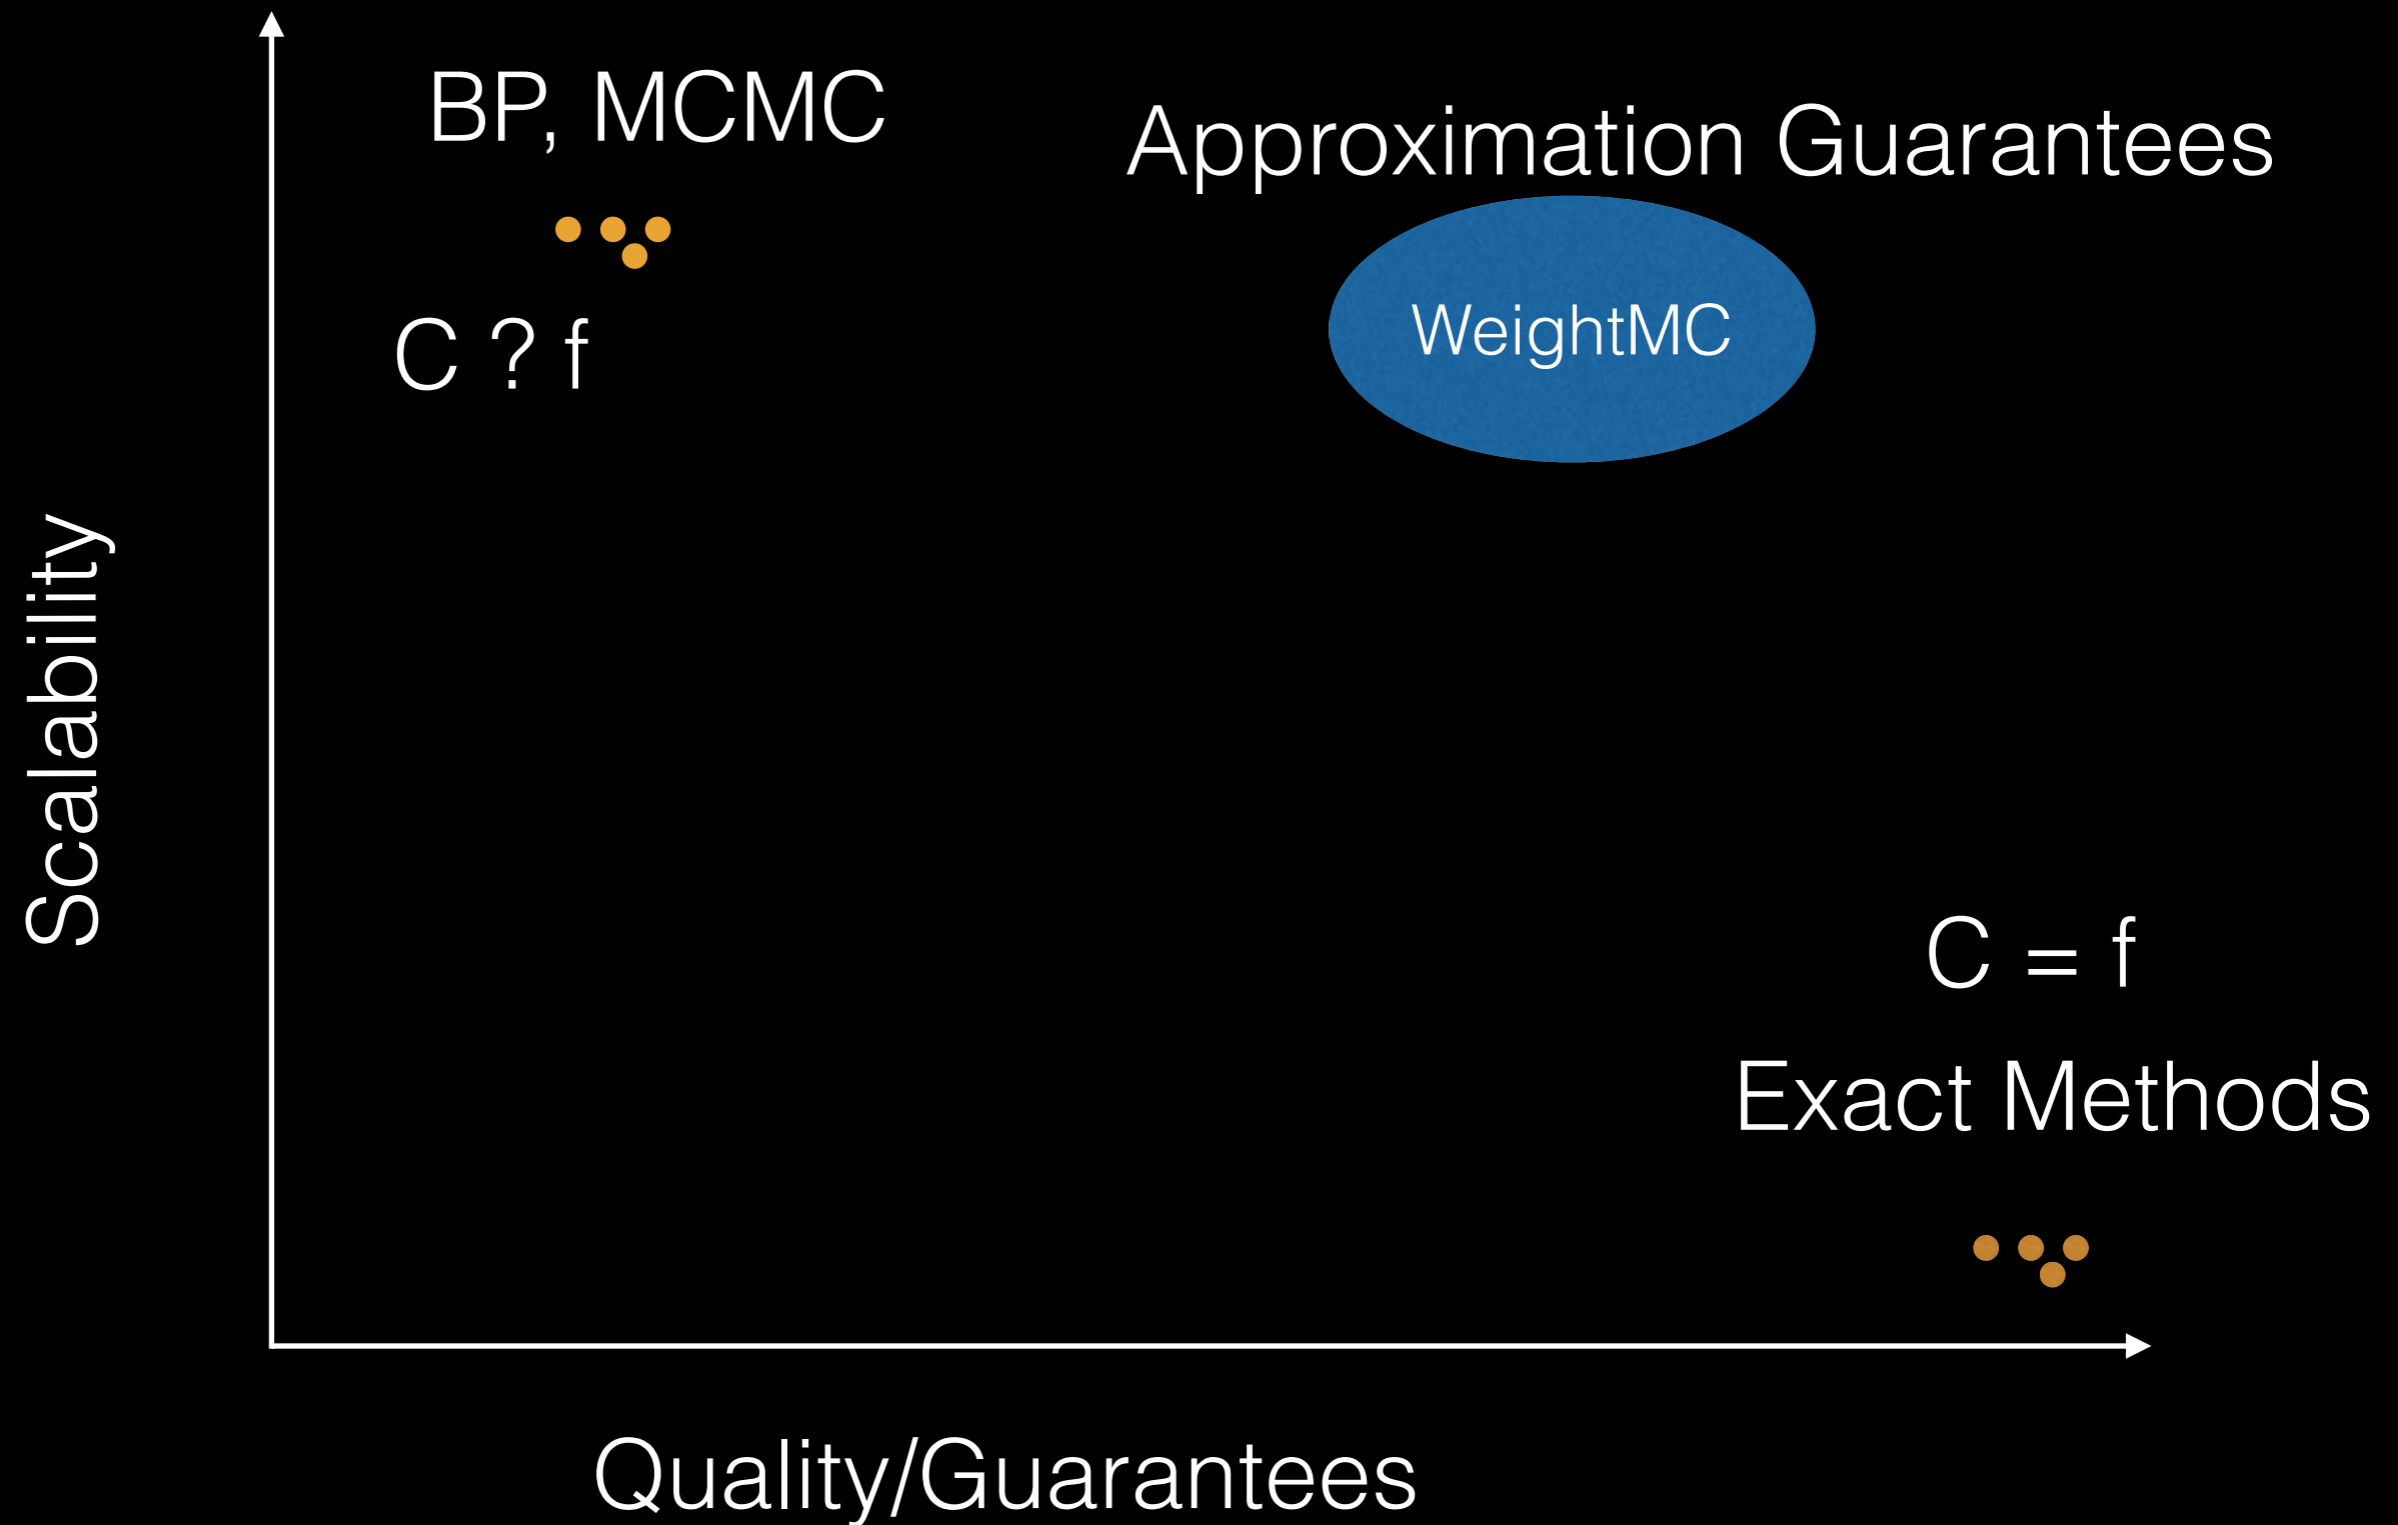 BP, MCMC
Approximation Guarantees
WeightMC
C ? f
Scalability
C = f
Exact Methods
Quality/Guarantees